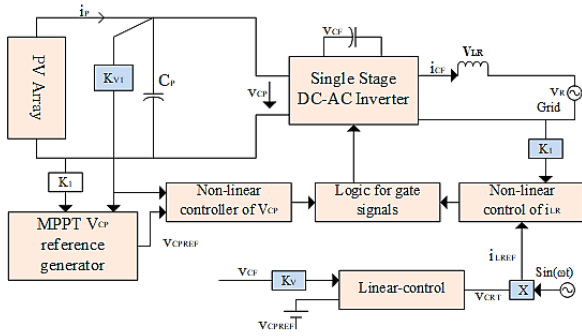 iP
PV Array
KV1
CP
vCP
vCF
Single Stage
DC-AC Inverter
iCF
VLR
vR
Grid
K1
K1
MPPT VCP
reference
generator
vCPREF
Non-linear
controller of VCP
Logic for gate
signals
Non-linear
control of iLR
iLREF
Sin(ωt)
vCF
KV
Linear-control
vCRT
X
vCPREF